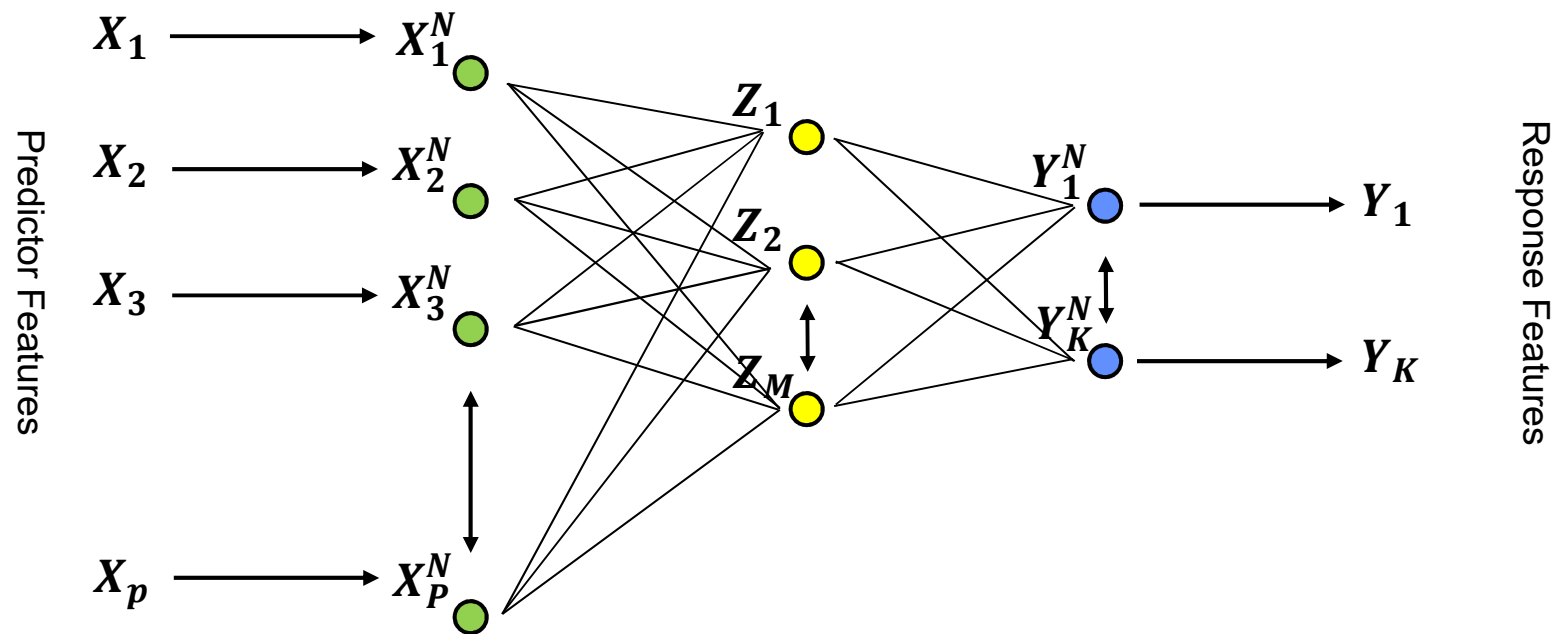 Predictor Features
X_1
X_1^N
X_2
X_2^N
X_3
X_3^N
X_p
X_P^N
Z_1
Z_2
Z_M
Y_1^N
Y_K^N
Y_1
Y_K
Response Features